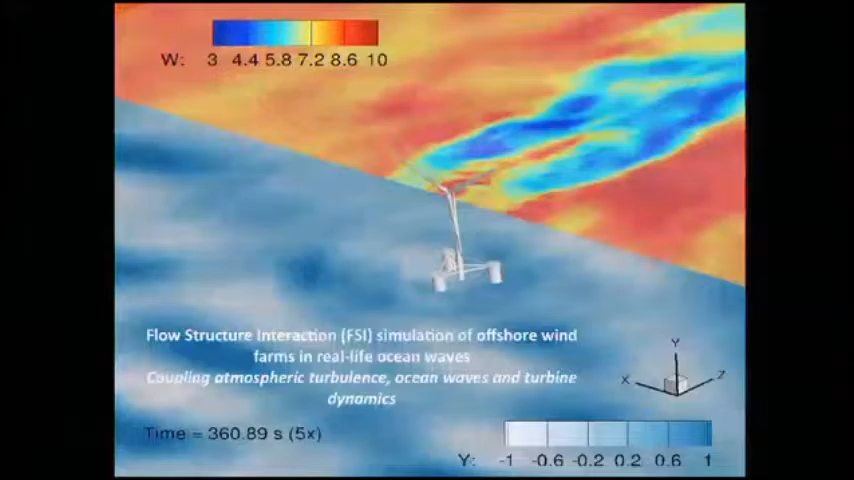 W: 3 4.4 5.8 7.2 8.6 10
Flow Structure Interaction (FSI) simulation of offshore wind
farms in real-life ocean waves
Coupling atmospheric turbulence, ocean waves and turbine
dynamics
Y
X Z
Time = 360.89 s (5x)
Y: -1 -0.6 -0.2 0.2 0.6 1